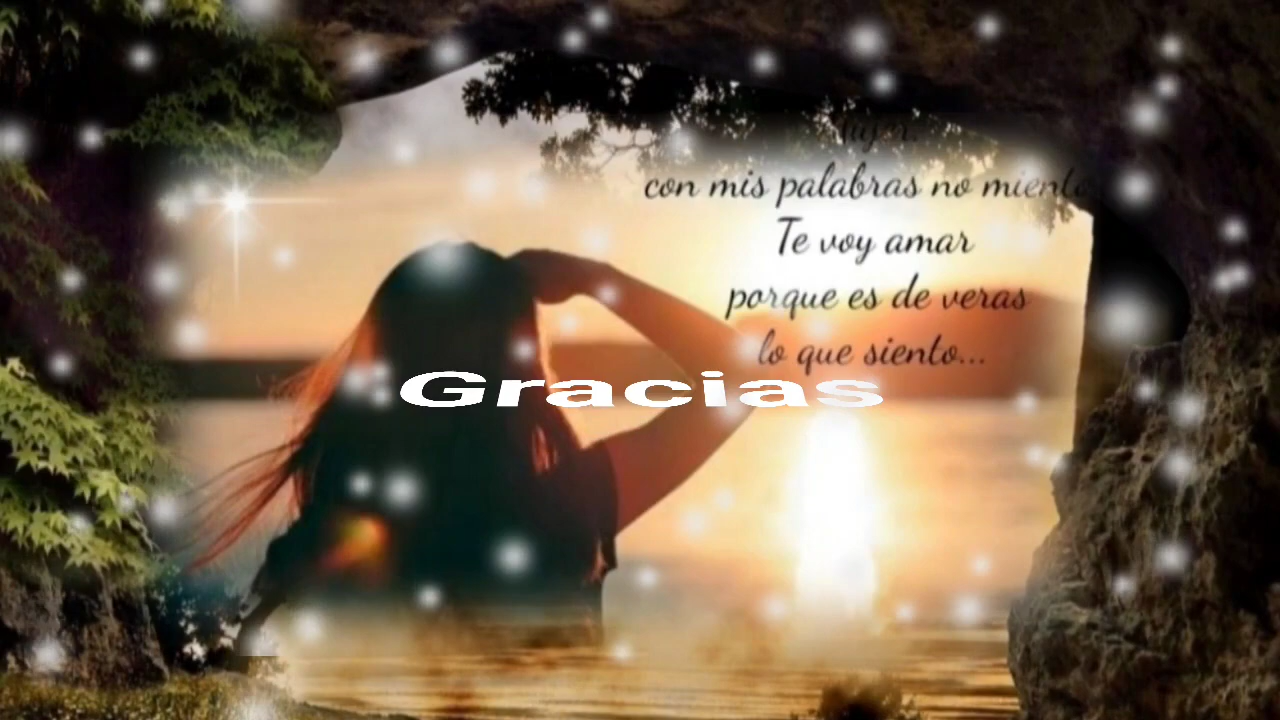 con mis palabras no miento
Te voy amar
porque es de veras
lo que siento...
Gracias